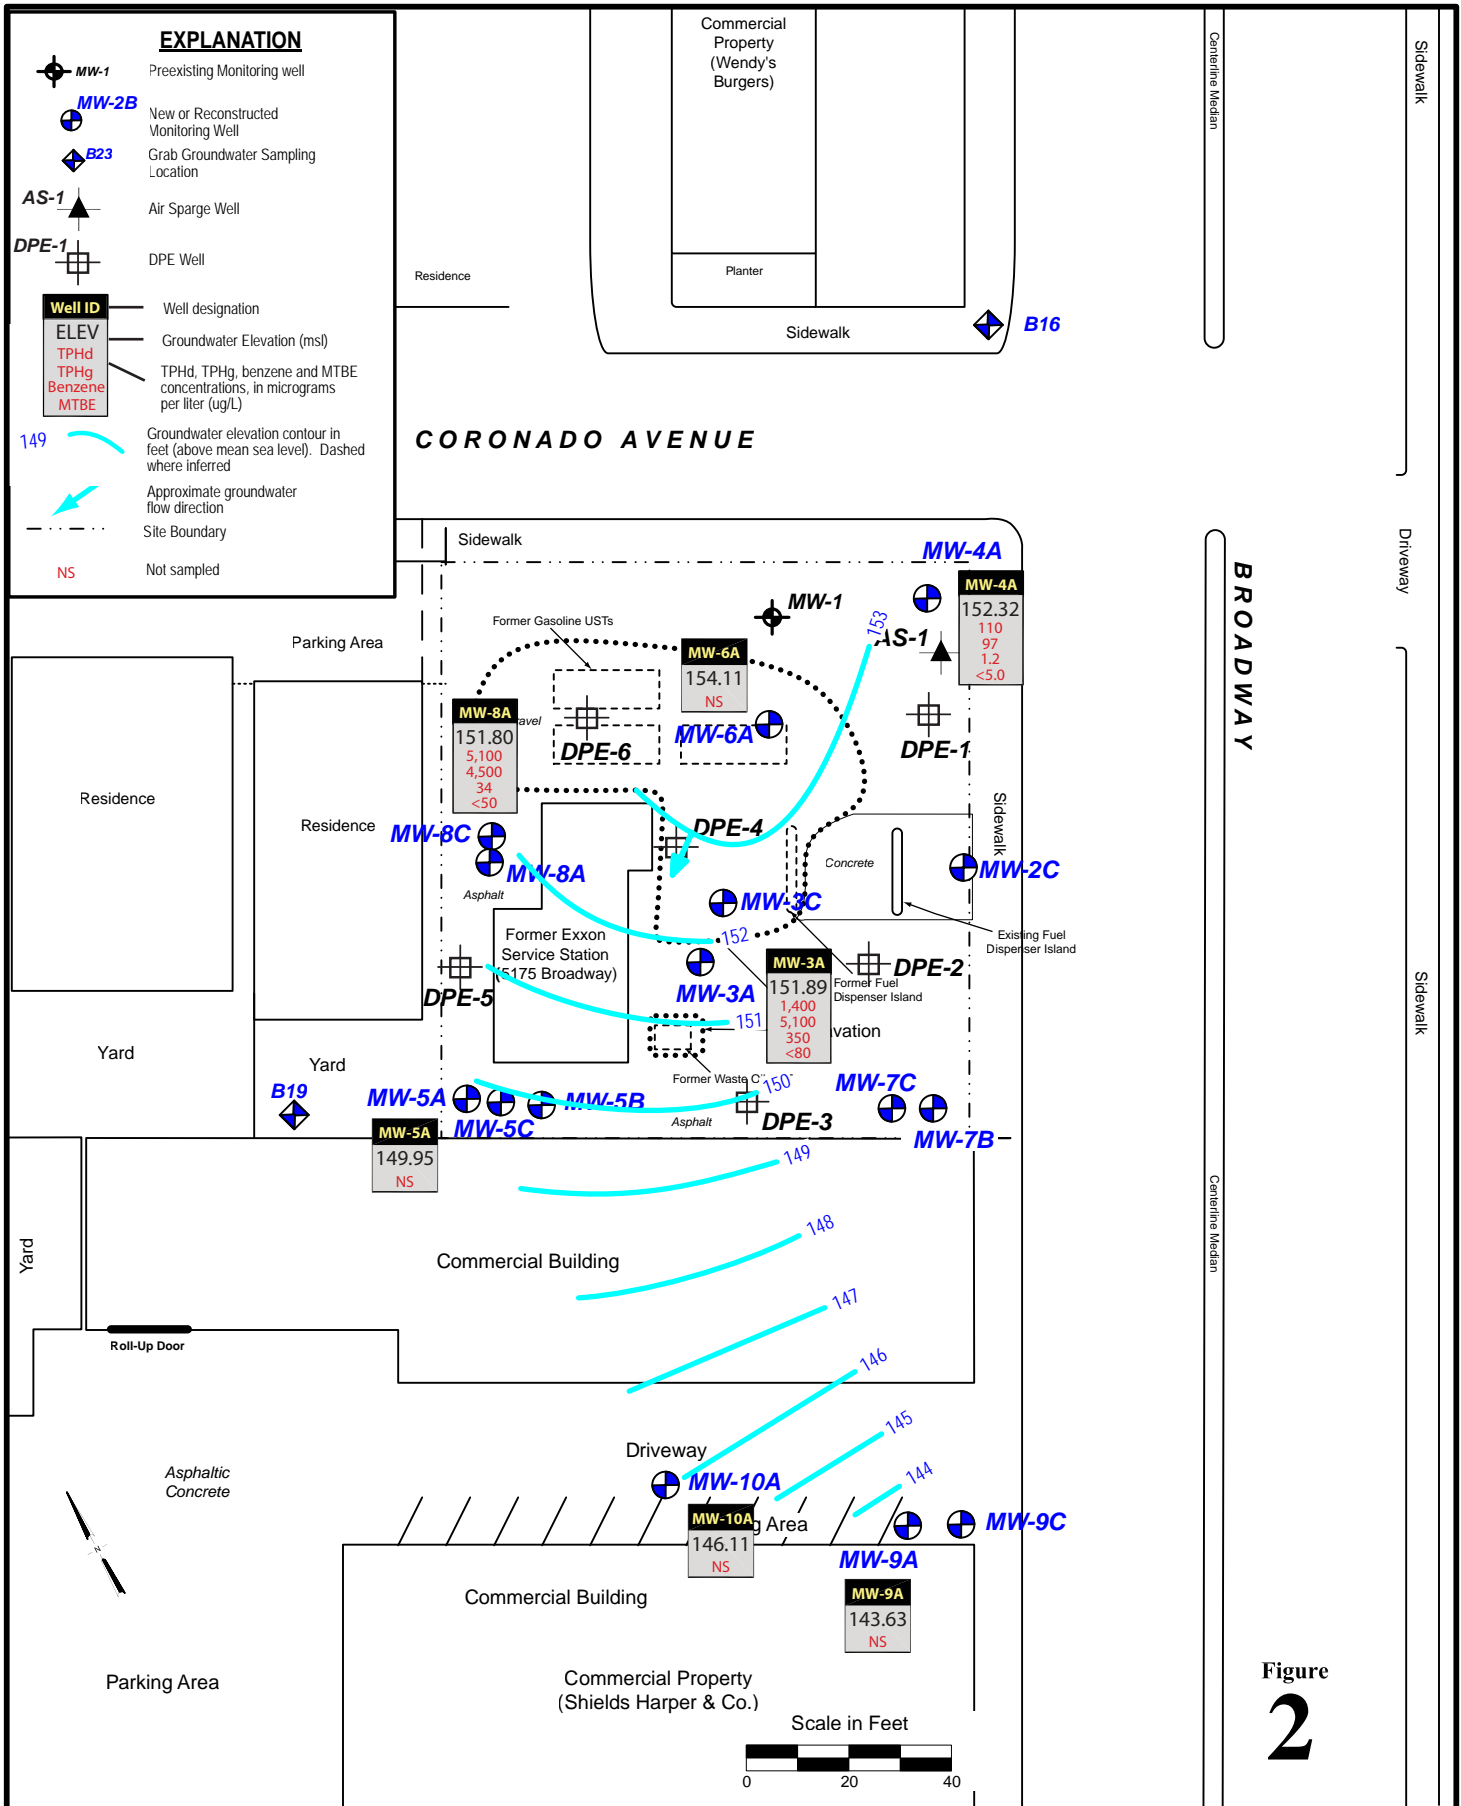 EXPLANATION
MW-1
Preexisting Monitoring well
MW-2B
New or Reconstructed
Monitoring Well
B23
Grab Groundwater Sampling
Location
AS-1
Air Sparge Well
DPE-1
DPE Well
Well ID
Well designation
ELEV
Groundwater Elevation (msl)
TPHd
TPHg
Benzene
MTBE
TPHd, TPHg, benzene and MTBE
concentrations, in micrograms
per liter (ug/L)
149
Groundwater elevation contour in
feet (above mean sea level). Dashed
where inferred
Approximate groundwater
flow direction
Site Boundary
NS
Not sampled
Commercial
Property
(Wendy's
Burgers)
Centerline Median
Sidewalk
Residence
Planter
Sidewalk
B16
CORONADO AVENUE
Sidewalk
Driveway
BROADWAY
MW-4A
MW-4A
152.32
110
97
1.2
<5.0
MW-1
153
AS-1
Former Gasoline USTs
Parking Area
MW-6A
154.11
NS
MW-8A
151.80
5,100
4,500
34
<50
avel
DPE-6
MW-6A
DPE-1
Residence
Residence
Sidewalk
MW-8C
MW-8A
Asphalt
DPE-4
Concrete
MW-2C
MW-3C
Former Exxon
Service Station
(5175 Broadway)
152
Existing Fuel
Dispenser Island
MW-3A
151.89
1,400
5,100
350
<80
DPE-2
Former Fuel
Dispenser Island
DPE-5
MW-3A
151
vation
Sidewalk
Yard
Yard
Former Waste O
150
MW-7C
B19
MW-5A
MW-5B
MW-5C
Asphalt
DPE-3
MW-7B
MW-5A
149.95
NS
149
Centerline Median
148
Yard
Commercial Building
147
Roll-Up Door
146
145
Driveway
144
Asphaltic
Concrete
MW-10A
MW-10A
146.11
NS
g Area
MW-9C
MW-9A
N
Commercial Building
MW-9A
143.63
NS
Parking Area
Commercial Property
(Shields Harper & Co.)
Scale in Feet
0 20 40
Figure
2